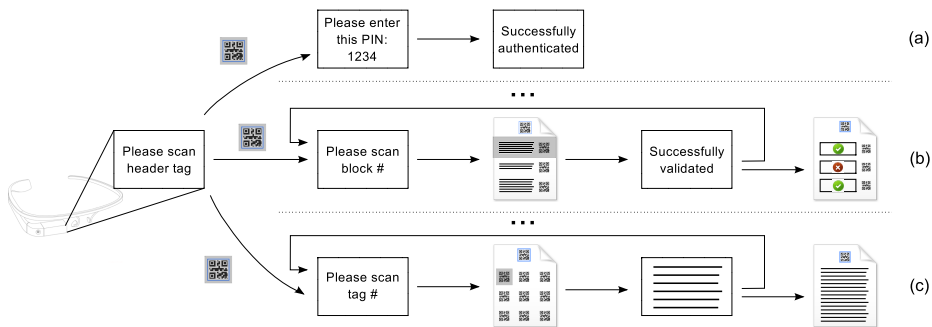 Please enter
this PIN:
1234
Successfully
authenticated
(a)
...
Please scan
header tag
Please scan
block #
Successfully
validated
(b)
...
Please scan
tag #
(c)